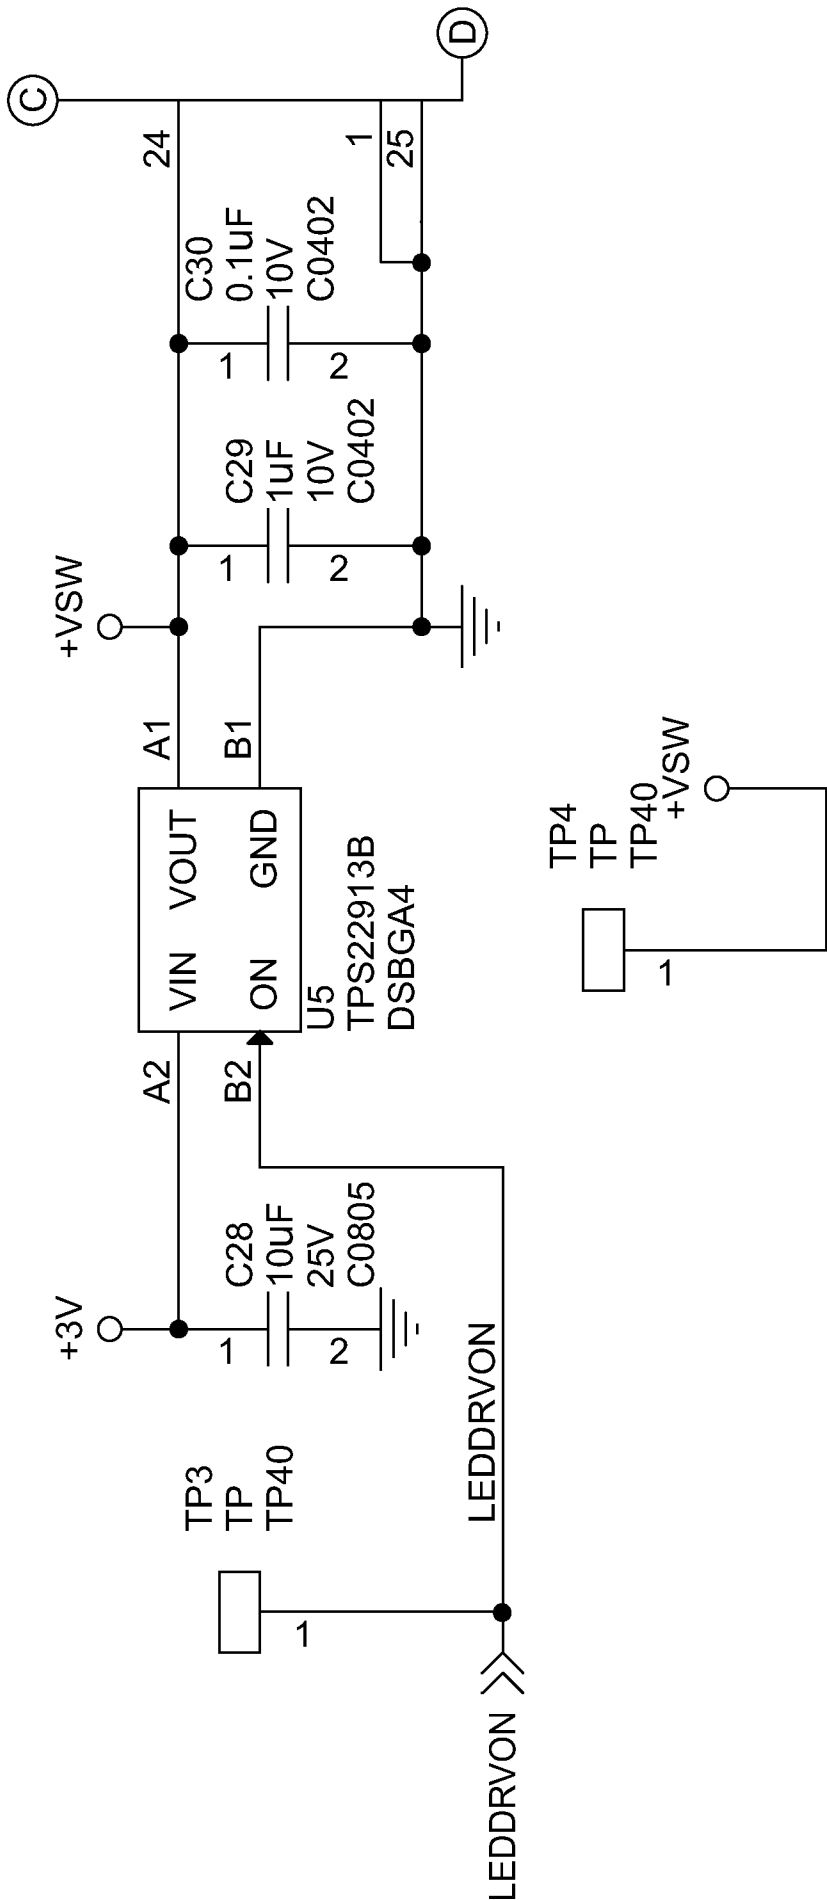 C
D
24
1
25
C30
0.1uF
10V
C0402
1
2
C29
1uF
10V
C0402
1
2
+VSW
A1
B1
VIN VOUT
ON GND
U5
TPS22913B
DSBGA4
A2
B2
+3V
C28
10uF
25V
C0805
1
2
TP3
TP
TP40
1
LEDDRVON
LEDDRVON
TP4
TP
TP40
1
+VSW